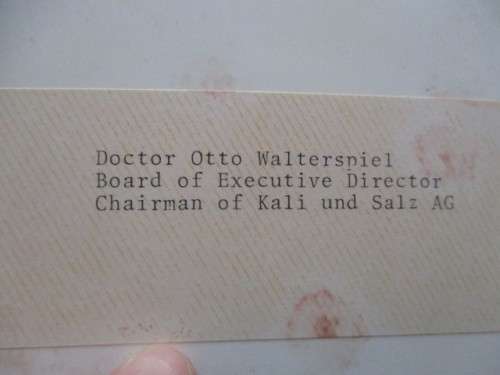 Doctor Otto Walterspiel
Board of Executive Director
Chairman of Kali und Salz AG